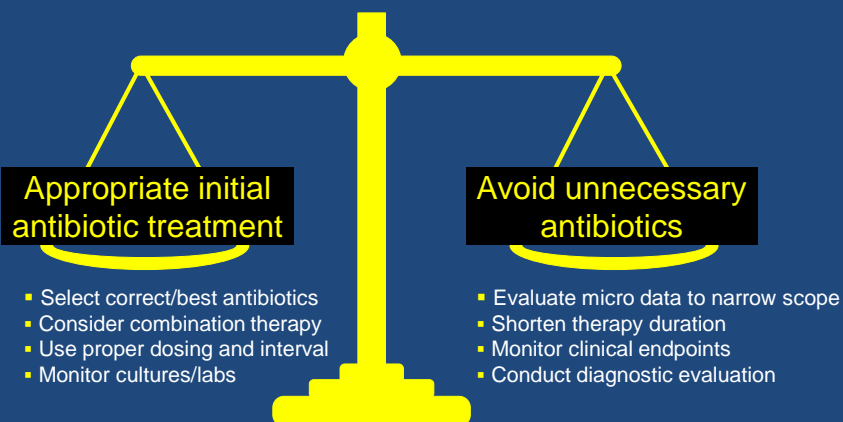 Appropriate initial
antibiotic treatment
▪ Select correct/best antibiotics
▪ Consider combination therapy
▪ Use proper dosing and interval
▪ Monitor cultures/labs
Avoid unnecessary
antibiotics
▪ Evaluate micro data to narrow scope
▪ Shorten therapy duration
▪ Monitor clinical endpoints
▪ Conduct diagnostic evaluation